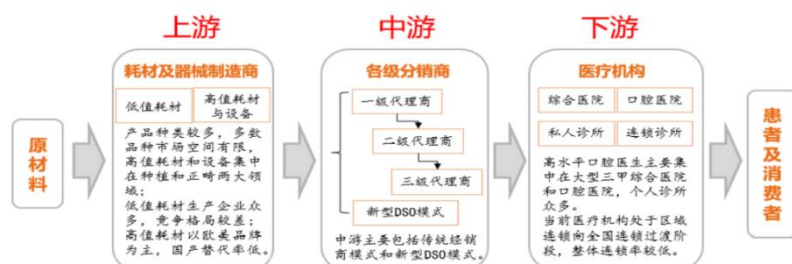 上游
中游
下游
原材料
耗材及器械制造商
低值耗材
高值耗材
与设备
产品种类较多，多数
品种市场空间有限，
高值耗材和设备集中
在种植和正畸两大领
域；
低值耗材生产企业众
多，竞争格局较差；
高值耗材以欧美品牌
为主，国产替代率低。
各级分销商
一级代理商
二级代理商
三级代理商
新型DSO模式
中游主要包括传统经销
商模式和新型DSO模式。
医疗机构
综合医院
口腔医院
私人诊所
连锁诊所
高水平口腔医生主要集
中在大型三甲综合医院
和口腔医院，个人诊所
众多。
当前医疗机构处于区域
连锁向全国连锁过渡阶
段，整体连锁率较低。
患者及消费者